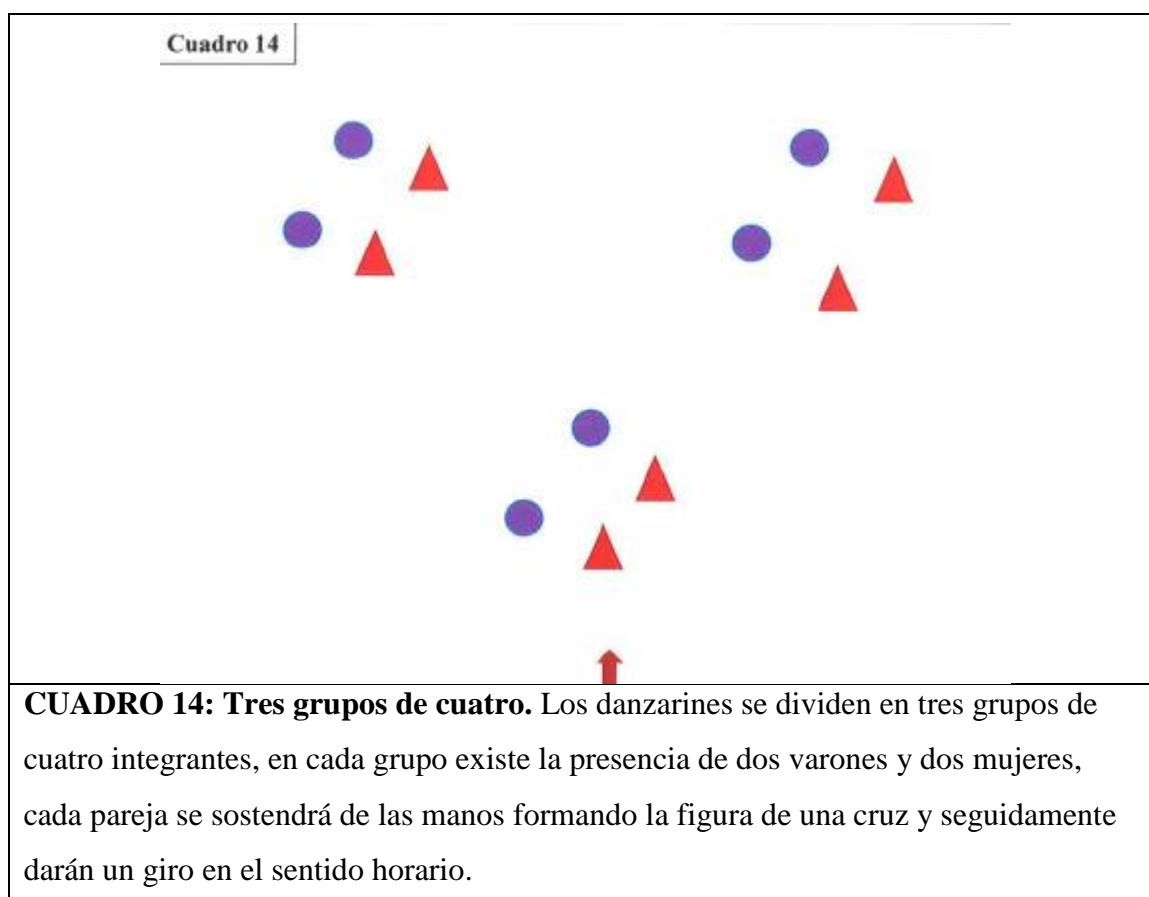 Cuadro 14
CUADRO 14: Tres grupos de cuatro. Los danzarines se dividen en tres grupos de
cuatro integrantes, en cada grupo existe la presencia de dos varones y dos mujeres,
cada pareja se sostendrá de las manos formando la figura de una cruz y seguidamente
darán un giro en el sentido horario.